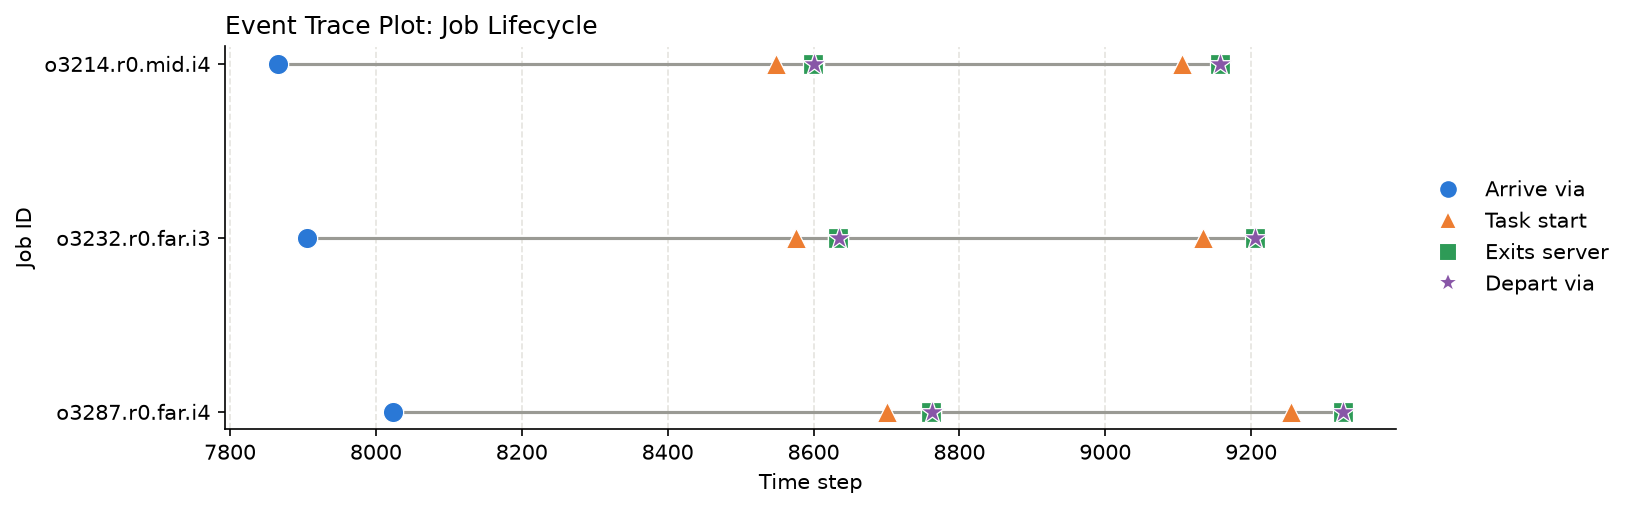 Event Trace Plot: Job Lifecycle
Job ID
o3214.r0.mid.i4
o3232.r0.far.i3
o3287.r0.far.i4
7800 8000 8200 8400 8600 8800 9000 9200
Time step
Arrive via
Task start
Exits server
Depart via